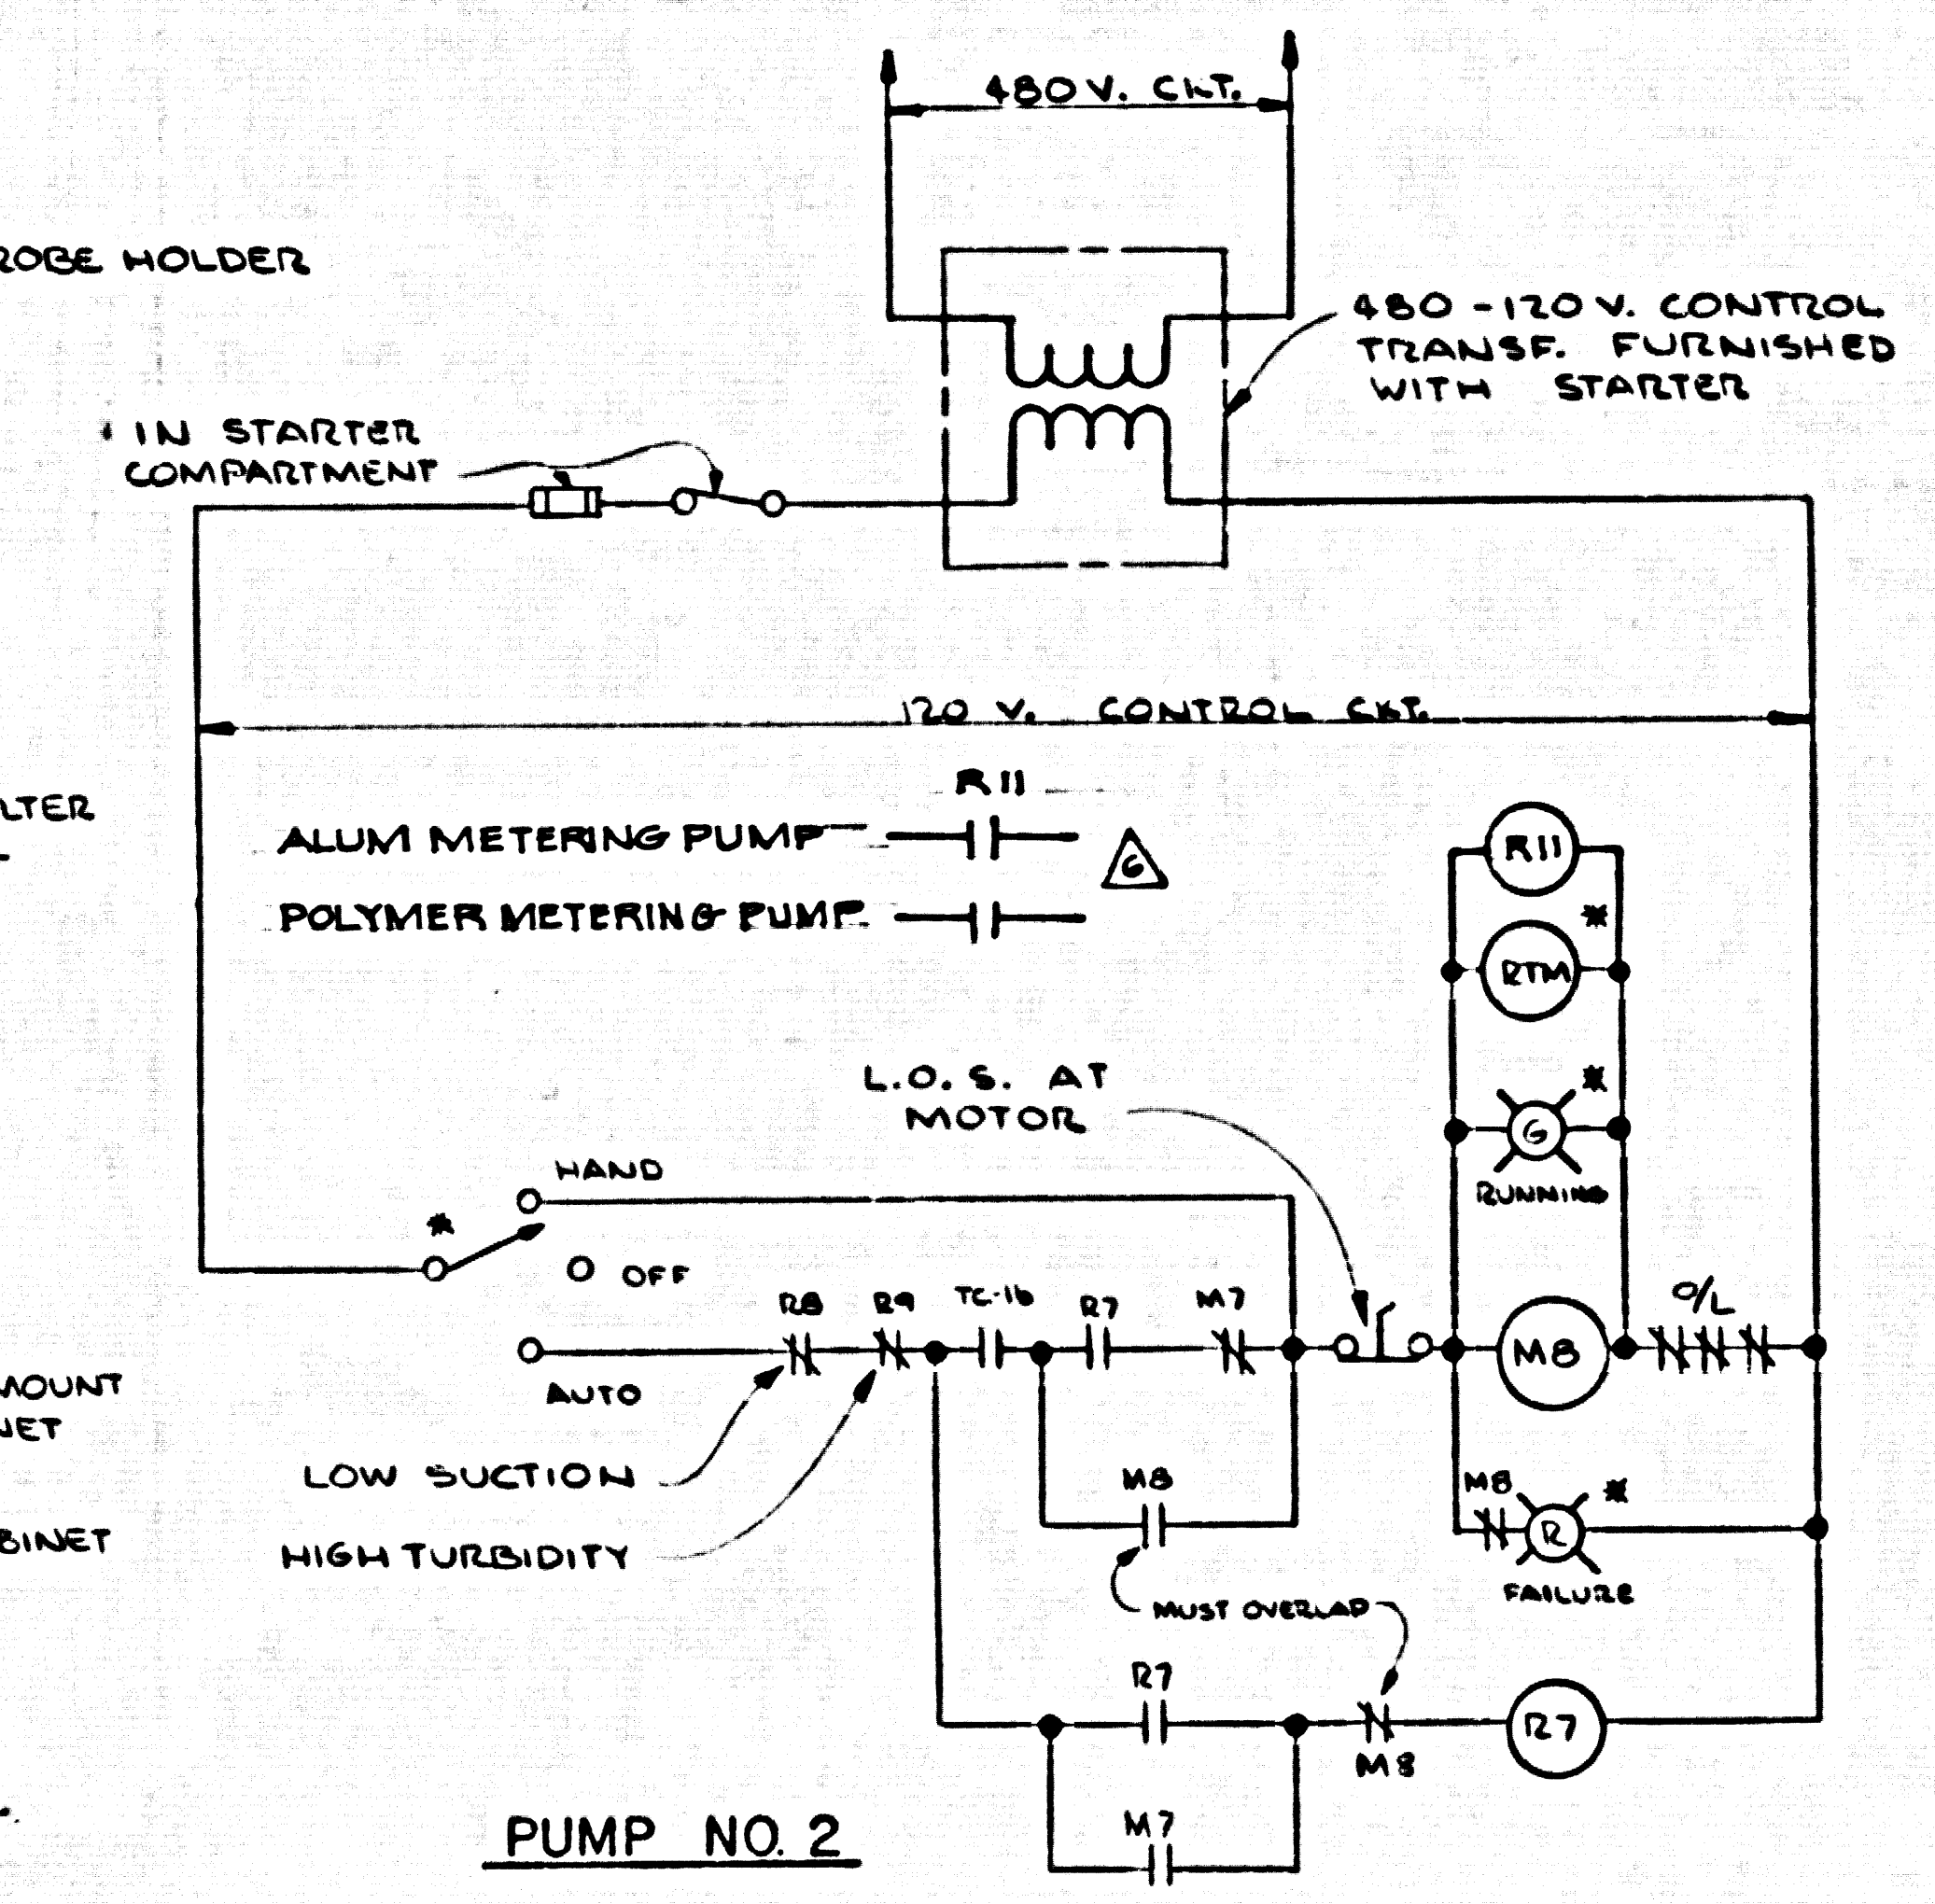 480 V. CKT.
ROBE HOLDER
480 - 120 V. CONTROL
TRANSF. FURNISHED
WITH STARTER
IN STARTER
COMPARTMENT
120 V. CONTROL CKT.
R11
LTER
ALUM METERING PUMP
6
R11
POLYMER METERING PUMP
*
RTM
L.O.S. AT
MOTOR
*
G
RUNNING
HAND
*
OFF
R8 R9 TC-1b R7 M7
O/L
M8
AUTO
MOUNT
NET
LOW SUCTION
M8
M8
*
R
BINET
HIGH TURBIDITY
FAILURE
MUST OVERLAP
R7
R7
M8
PUMP NO. 2
M7